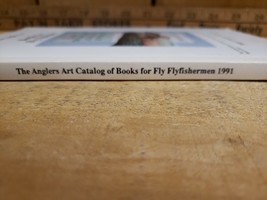 The Anglers Art Catalog of Books for Fly Flyfishermen 1991